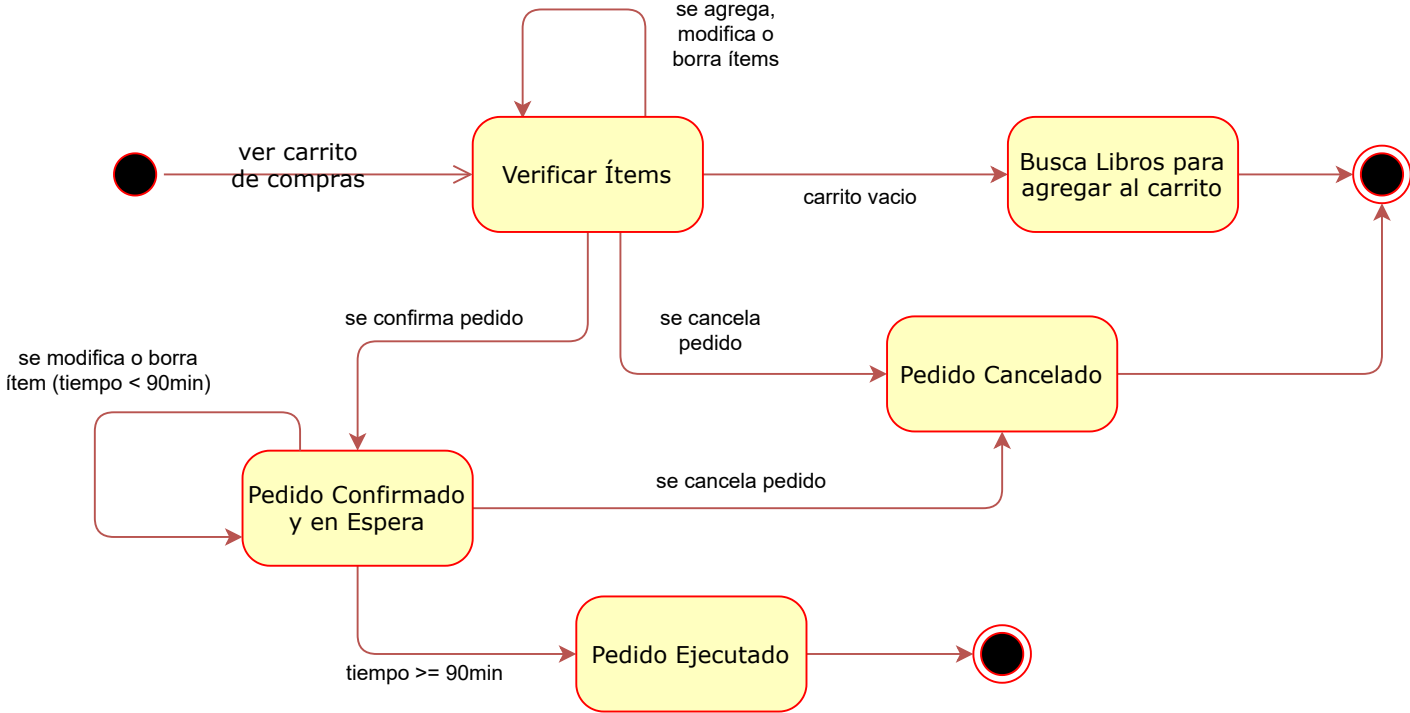 se agrega,
modifica o
borra ítems
ver carrito
de compras
Verificar Ítems
carrito vacio
Busca Libros para
agregar al carrito
se confirma pedido
se cancela
pedido
Pedido Cancelado
se modifica o borra
ítem (tiempo < 90min)
Pedido Confirmado
y en Espera
se cancela pedido
tiempo >= 90min
Pedido Ejecutado